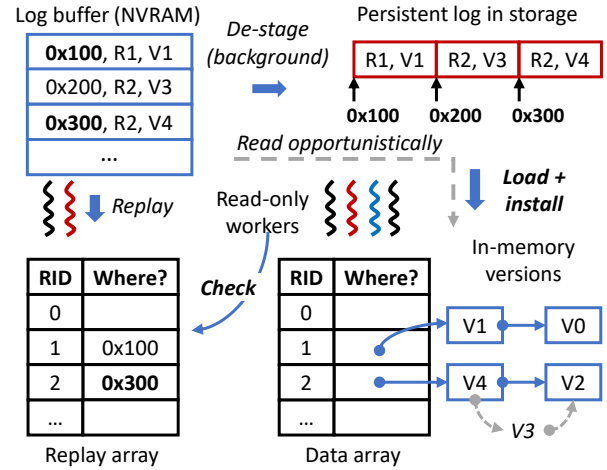 Log buffer (NVRAM)
0x100, R1, V1
0x200, R2, V3
0x300, R2, V4
...
De-stage
(background)
Persistent log in storage
R1, V1
R2, V3
R2, V4
0x100
0x200
0x300
Read opportunistically
Replay
Read-only
workers
Load +
install
In-memory
versions
Check
RID
Where?
0
1
0x100
2
0x300
...
Replay array
RID
Where?
0
1
2
...
Data array
V1
V0
V4
V2
V3